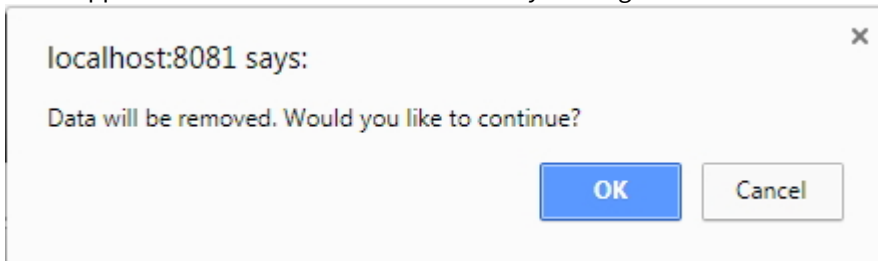 localhost:8081 says:
Data will be removed. Would you like to continue?
OK Cancel